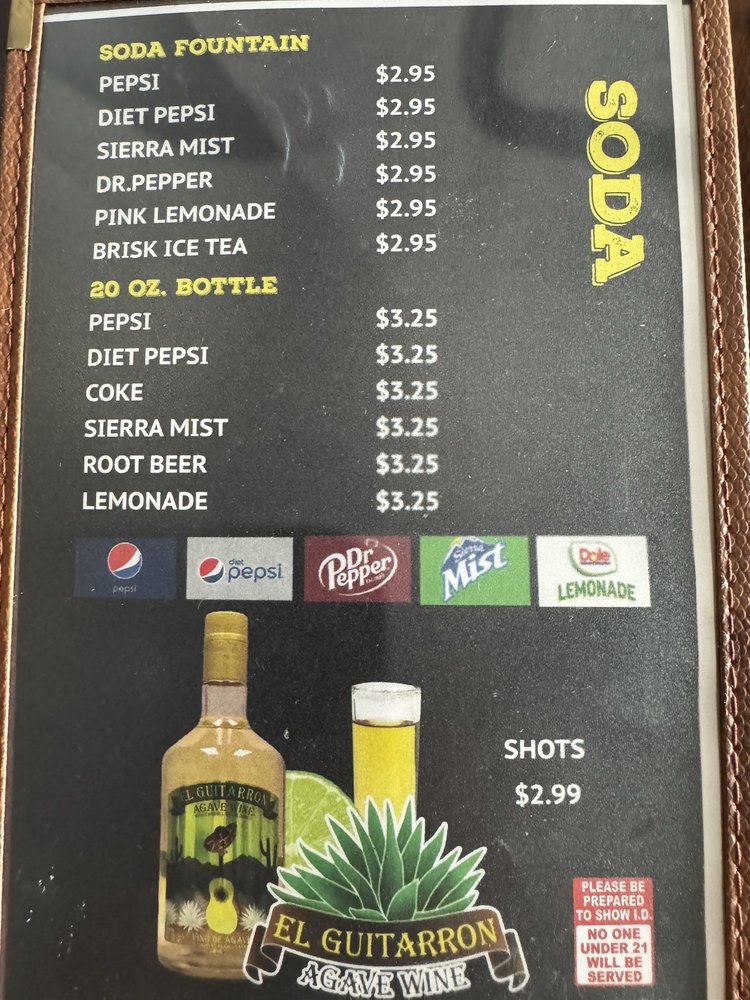 SODA FOUNTAIN
PEPSI $2.95
DIET PEPSI $2.95
SIERRA MIST $2.95
DR.PEPPER $2.95
PINK LEMONADE $2.95
BRISK ICE TEA $2.95
SODA
20 OZ. BOTTLE
PEPSI $3.25
DIET PEPSI $3.25
COKE $3.25
SIERRA MIST $3.25
ROOT BEER $3.25
LEMONADE $3.25
pepsi
diet
pepsi
Dr
Pepper
Sierra
Mist
Dole
LEMONADE
SHOTS
$2.99
EL GUITARRON
AGAVE WINE
VINO DE AGAVE
EL GUITARRON
AGAVE WINE
PLEASE BE
PREPARED
TO SHOW I.D.
NO ONE
UNDER 21
WILL BE
SERVED